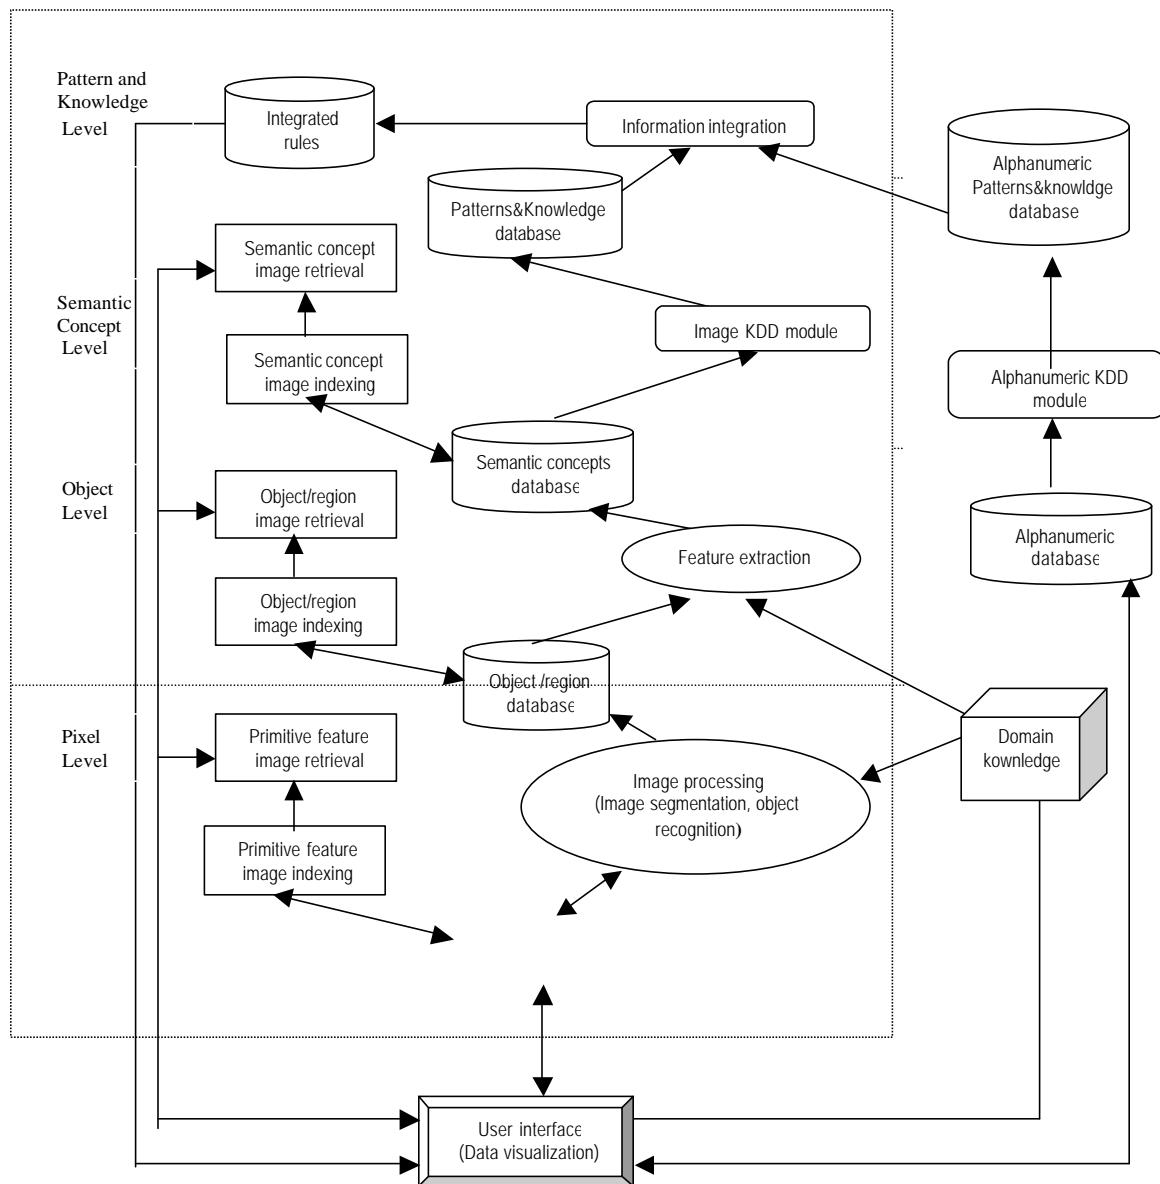 Pattern and
Knowledge
Level
Integrated
rules
Information integration
Alphanumeric
Patterns&knowldge
database
Patterns&Knowledge
database
Semantic concept
image retrieval
Semantic
Concept
Level
Image KDD module
Semantic concept
image indexing
Alphanumeric KDD
module
Semantic concepts
database
Object
Level
Object/region
image retrieval
Feature extraction
Alphanumeric
database
Object/region
image indexing
Object /region
database
Pixel
Level
Primitive feature
image retrieval
Domain
kownledge
Image processing
(Image segmentation, object
recognition)
Primitive feature
image indexing
User interface
(Data visualization)